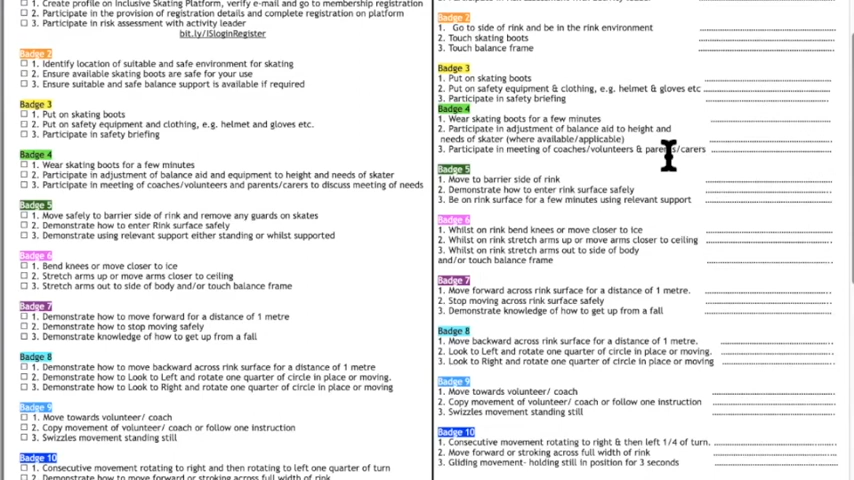 ☐ 1. Create profile on Inclusive Skating Platform, verify e-mail and go to membership registration
☐ 2. Participate in the provision of registration details and complete registration on platform
☐ 3. Participate in risk assessment with activity leader
bit.ly/ISloginRegister
Badge 2
☐ 1. Identify location of suitable and safe environment for skating
☐ 2. Ensure available skating boots are safe for your use
☐ 3. Ensure suitable and safe balance support is available if required
Badge 3
☐ 1. Put on skating boots
☐ 2. Put on safety equipment and clothing, e.g. helmet and gloves etc.
☐ 3. Participate in safety briefing
Badge 4
☐ 1. Wear skating boots for a few minutes
☐ 2. Participate in adjustment of balance aid and equipment to height and needs of skater
☐ 3. Participate in meeting of coaches/volunteers and parents/carers to discuss meeting of needs
Badge 5
☐ 1. Move safely to barrier side of rink and remove any guards on skates
☐ 2. Demonstrate how to enter Rink surface safely
☐ 3. Demonstrate using relevant support either standing or whilst supported
Badge 6
☐ 1. Bend knees or move closer to ice
☐ 2. Stretch arms up or move arms closer to ceiling
☐ 3. Stretch arms out to side of body and/or touch balance frame
Badge 7
☐ 1. Demonstrate how to move forward for a distance of 1 metre
☐ 2. Demonstrate how to stop moving safely
☐ 3. Demonstrate knowledge of how to get up from a fall
Badge 8
☐ 1. Demonstrate how to move backward across rink surface for a distance of 1 metre
☐ 2. Demonstrate how to Look to Left and rotate one quarter of circle in place or moving.
☐ 3. Demonstrate how to Look to Right and rotate one quarter of circle in place or moving
Badge 9
☐ 1. Move towards volunteer/ coach
☐ 2. Copy movement of volunteer/ coach or follow one instruction
☐ 3. Swizzles movement standing still
Badge 10
☐ 1. Consecutive movement rotating to right and then rotating to left one quarter of turn
☐ 2. Demonstrate how to move forward or stroking across full width of rink
Badge 2
1. Go to side of rink and be in the rink environment
2. Touch skating boots
3. Touch balance frame
Badge 3
1. Put on skating boots
2. Put on safety equipment & clothing, e.g. helmet & gloves etc
3. Participate in safety briefing
Badge 4
1. Wear skating boots for a few minutes
2. Participate in adjustment of balance aid to height and
needs of skater (where available/applicable)
3. Participate in meeting of coaches/volunteers & parents/carers
Badge 5
1. Move to barrier side of rink
2. Demonstrate how to enter rink surface safely
3. Be on rink surface for a few minutes using relevant support
Badge 6
1. Whilst on rink bend knees or move closer to ice
2. Whilst on rink stretch arms up or move arms closer to ceiling
3. Whilst on rink stretch arms out to side of body
and/or touch balance frame
Badge 7
1. Move forward across rink surface for a distance of 1 metre.
2. Stop moving across rink surface safely
3. Demonstrate knowledge of how to get up from a fall
Badge 8
1. Move backward across rink surface for a distance of 1 metre.
2. Look to Left and rotate one quarter of circle in place or moving.
3. Look to Right and rotate one quarter of circle in place or moving
Badge 9
1. Move towards volunteer/ coach
2. Copy movement of volunteer/ coach or follow one instruction
3. Swizzles movement standing still
Badge 10
1. Consecutive movement rotating to right & then left 1/4 of turn.
2. Move forward or stroking across full width of rink
3. Gliding movement- holding still in position for 3 seconds